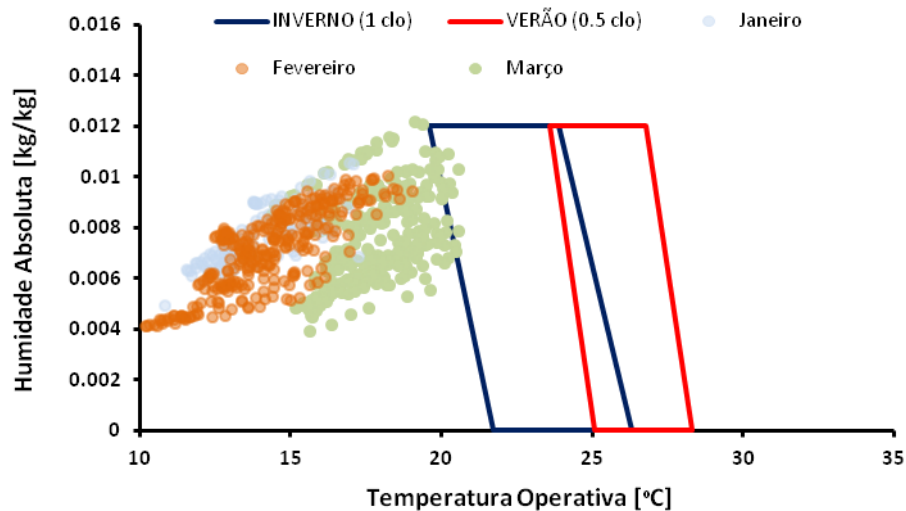 INVERNO (1 clo) VERÃO (0.5 clo) Janeiro
Fevereiro Março
Humidade Absoluta [kg/kg]
0.016
0.014
0.012
0.01
0.008
0.006
0.004
0.002
0
10 15 20 25 30 35
Temperatura Operativa [ºC]